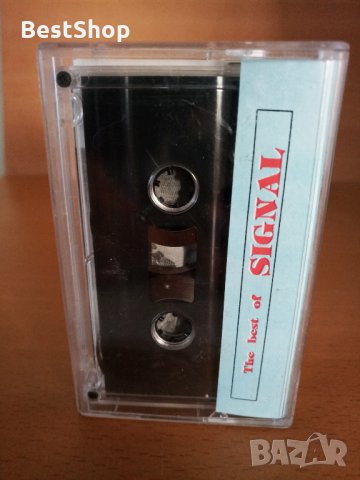 BestShop
The best of SIGNAL
BAZAR